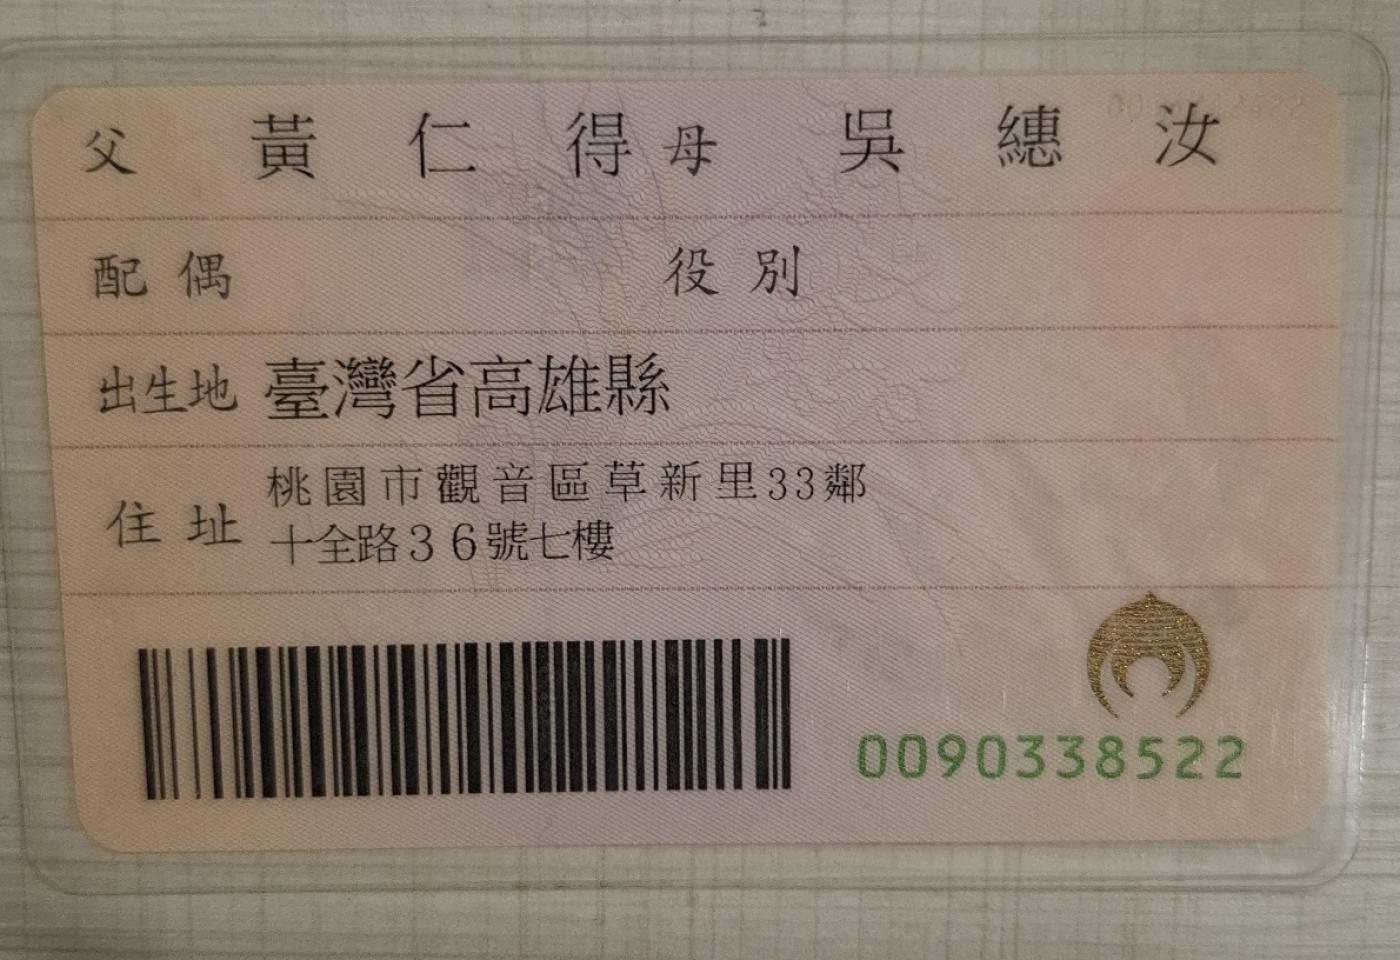 父 黃仁得 母 吳繐汝
配偶 役別
出生地 臺灣省高雄縣
住址 桃園市觀音區草新里33鄰
十全路36號七樓
0090338522